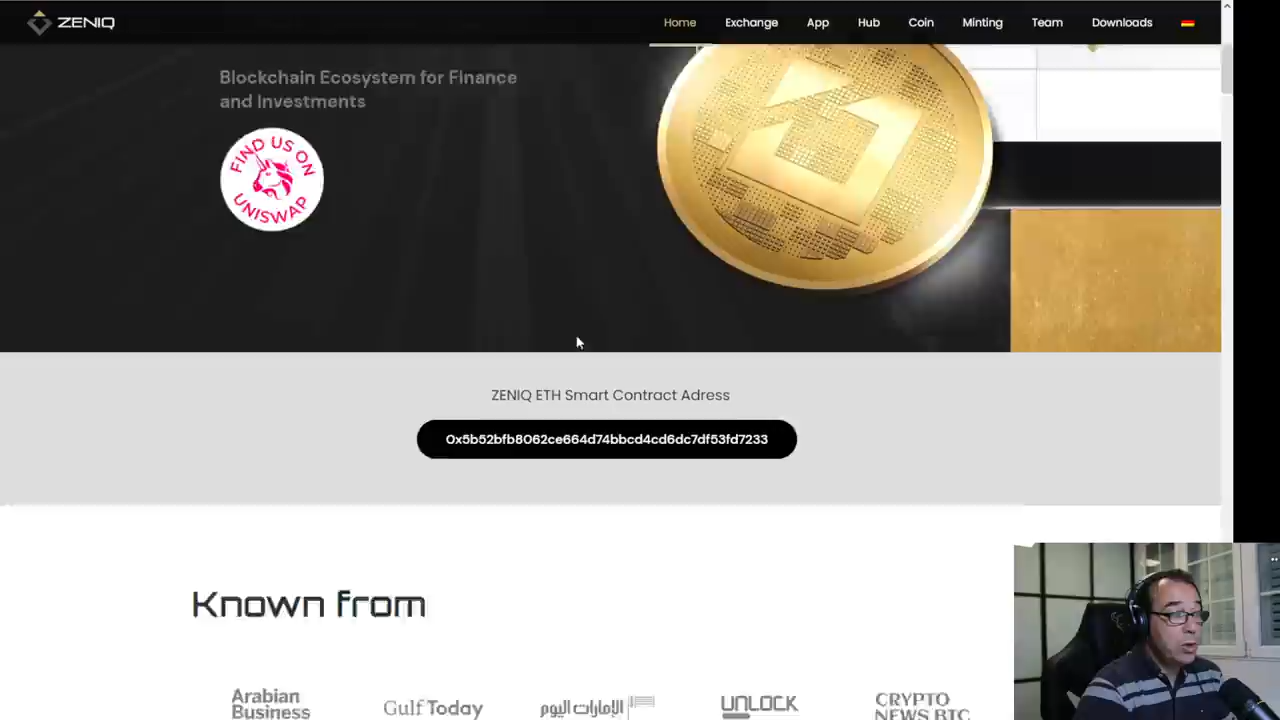 ZENIQ
Home Exchange App Hub Coin Minting Team Downloads
Blockchain Ecosystem for Finance
and Investments
FIND US ON
UNISWAP
ZENIQ ETH Smart Contract Adress
0x5b52bfb8062ce664d74bbcd4cd6dc7df53fd7233
Known from
Arabian
Business
Gulf Today
الإمارات اليوم
UNLOCK
CRYPTO
NEWS BTC